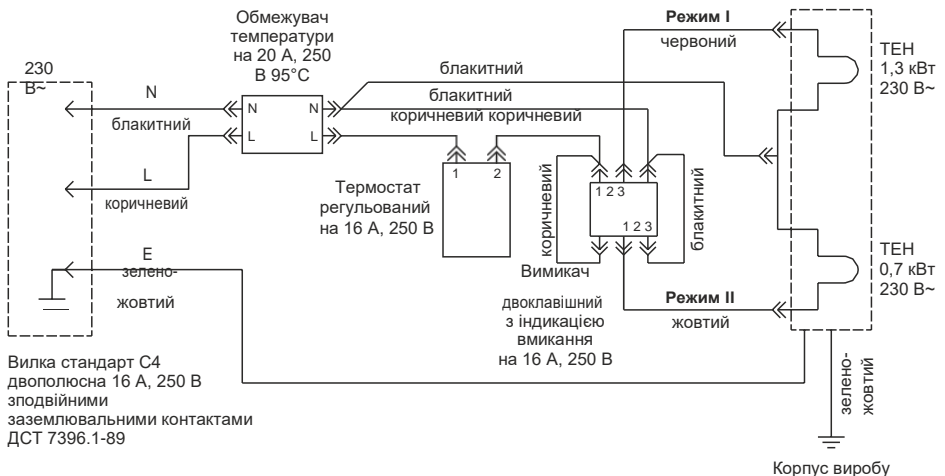 230
В~
N
блакитний
L
коричневий
E
зелено-
жовтий
Вилка стандарт С4
двополюсна 16 А, 250 В
зподвійними
заземлювальними контактами
ДСТ 7396.1-89
Обмежувач
температури
на 20 А, 250
В 95°С
N N
L L
блакитний
блакитний
коричневий коричневий
1 2
Термостат
регульований
на 16 А, 250 В
Режим I
червоний
коричневий
1 2 3
1 2 3
блакитний
Вимикач
двоклавішний
з індикацією
вмикання
на 16 А, 250 В
Режим II
жовтий
ТЕН
1,3 кВт
230 В~
ТЕН
0,7 кВт
230 В~
зелено-
жовтий
Корпус виробу